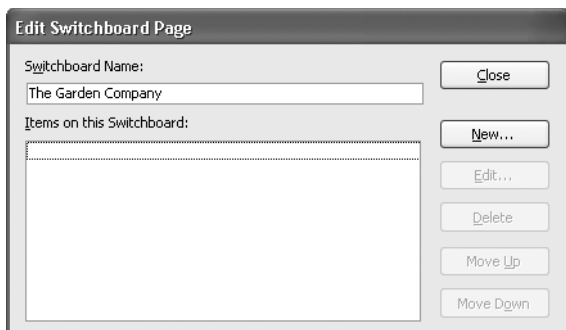 Edit Switchboard Page
Switchboard Name:
The Garden Company
Items on this Switchboard:
Close
New...
Edit...
Delete
Move Up
Move Down